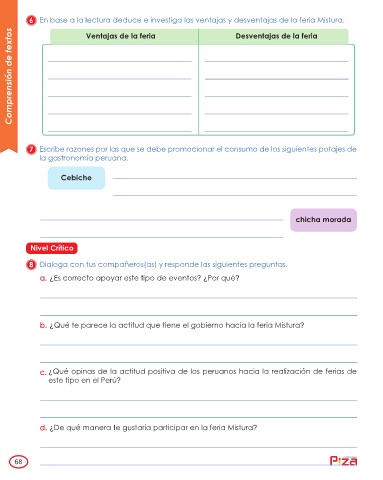 Comprensión de textos
6 En base a la lectura deduce e investiga las ventajas y desventajas de la feria Mistura.
Ventajas de la feria Desventajas de la feria
7 Escribe razones por las que se debe promocionar el consumo de los siguientes potajes de
la gastronomía peruana.
Cebiche
chicha morada
Nivel Crítico
8 Dialoga con tus compañeros(as) y responde las siguientes preguntas.
a. ¿Es correcto apoyar este tipo de eventos? ¿Por qué?
b. ¿Qué te parece la actitud que tiene el gobierno hacia la feria Mistura?
c. ¿Qué opinas de la actitud positiva de los peruanos hacia la realización de ferias de
este tipo en el Perú?
d. ¿De qué manera te gustaría participar en la feria Mistura?
68